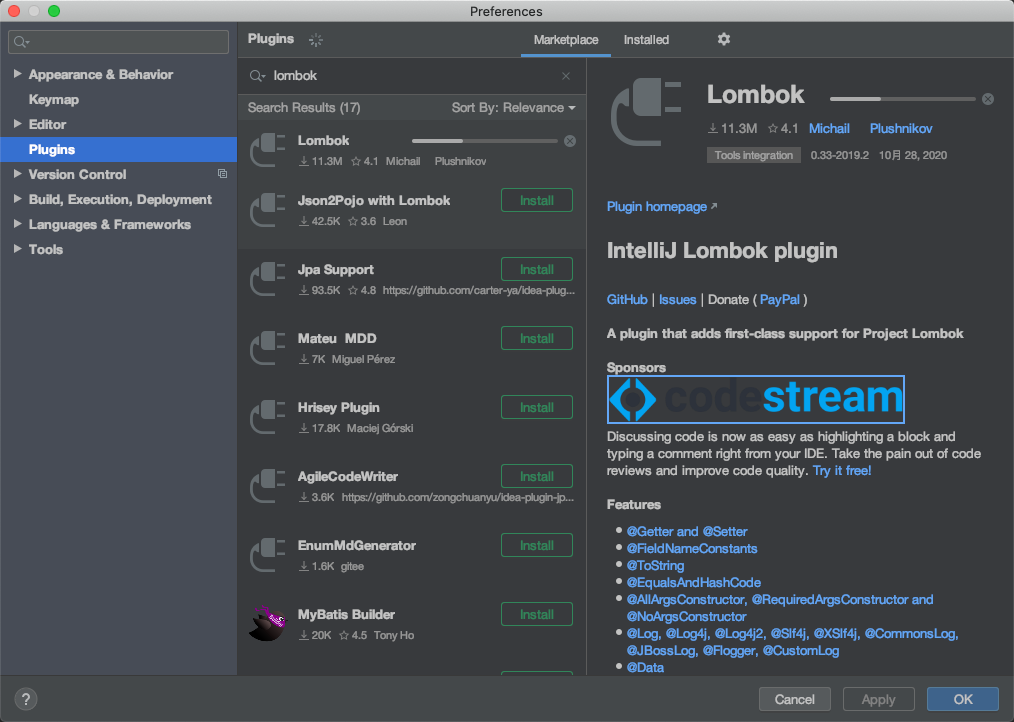 Preferences
Appearance & Behavior
Keymap
Editor
Plugins
Version Control
Build, Execution, Deployment
Languages & Frameworks
Tools
Plugins
Marketplace
Installed
lombok
Search Results (17)
Sort By: Relevance
Lombok
11.3M 4.1 Michail Plushnikov
Json2Pojo with Lombok
Install
42.5K 3.6 Leon
Jpa Support
Install
93.5K 4.8 https://github.com/carter-ya/idea-plug...
Mateu MDD
Install
7K Miguel Pérez
Hrisey Plugin
Install
17.8K Maciej Górski
AgileCodeWriter
Install
3.6K https://github.com/zongchuanyu/idea-plugin-jp...
EnumMdGenerator
Install
1.6K gitee
MyBatis Builder
Install
20K 4.5 Tony Ho
Lombok
11.3M 4.1 Michail Plushnikov
Tools integration 0.33-2019.2 10月 28, 2020
Plugin homepage
IntelliJ Lombok plugin
GitHub | Issues | Donate ( PayPal )
A plugin that adds first-class support for Project Lombok
Sponsors
codestream
Discussing code is now as easy as highlighting a block and
typing a comment right from your IDE. Take the pain out of code
reviews and improve code quality. Try it free!
Features
@Getter and @Setter
@FieldNameConstants
@ToString
@EqualsAndHashCode
@AllArgsConstructor, @RequiredArgsConstructor and
@NoArgsConstructor
@Log, @Log4j, @Log4j2, @Slf4j, @XSlf4j, @CommonsLog,
@JBossLog, @Flogger, @CustomLog
@Data
?
Cancel
Apply
OK